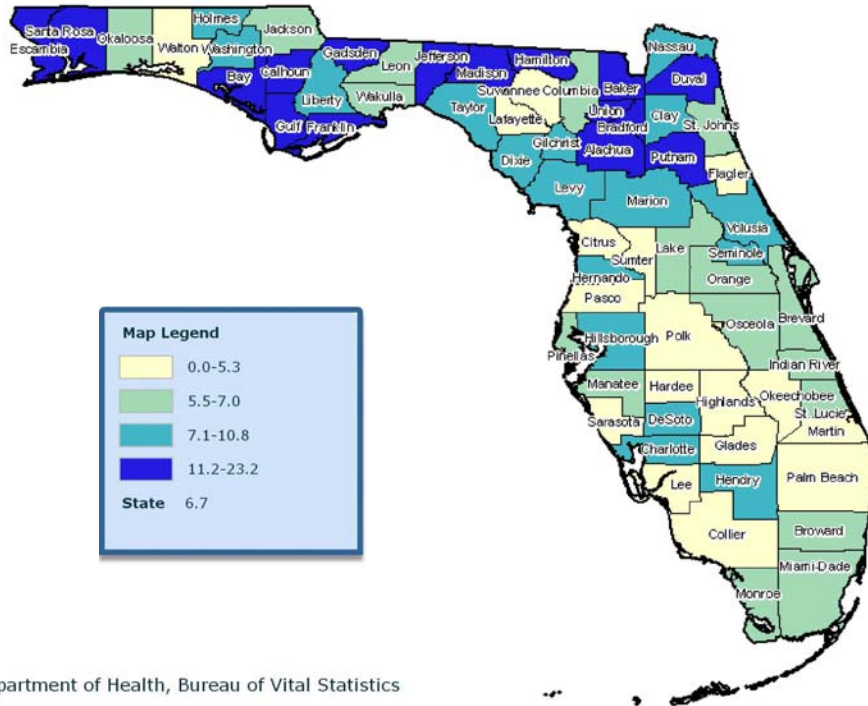 Holmes
Jackson
Santa Rosa
Okaloosa
Escambia
Walton
Washington
Gadsden
Jefferson
Hamilton
Nassau
Bay
Calhoun
Leon
Madison
Baker
Duval
Liberty
Wakulla
Taylor
Suwannee
Columbia
Union
Clay
Gulf
Franklin
Lafayette
Bradford
St. Johns
Gilchrist
Alachua
Putnam
Dixie
Flagler
Levy
Marion
Volusia
Citrus
Lake
Seminole
Sumter
Hernando
Orange
Pasco
Osceola
Brevard
Hillsborough
Polk
Pinellas
Indian River
Manatee
Hardee
Okeechobee
Highlands
St. Lucie
Sarasota
DeSoto
Martin
Charlotte
Glades
Lee
Hendry
Palm Beach
Collier
Broward
Miami-Dade
Monroe
Map Legend
0.0-5.3
5.5-7.0
7.1-10.8
11.2-23.2
State 6.7
partment of Health, Bureau of Vital Statistics